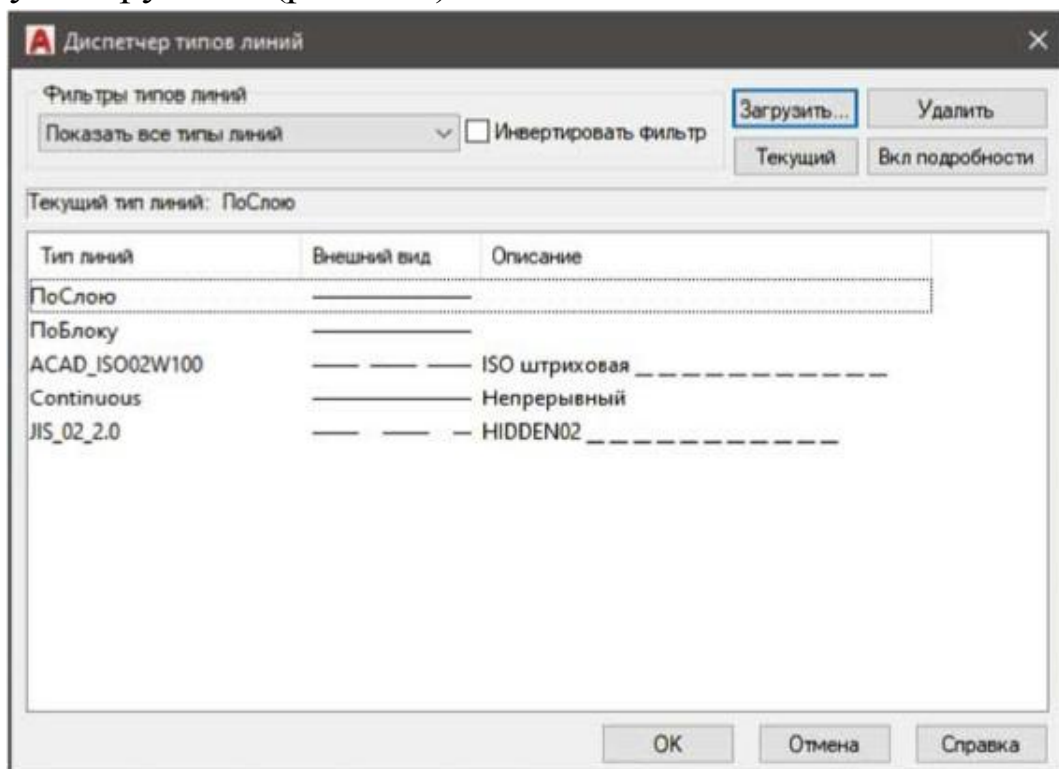 Диспетчер типов линий
Фильтры типов линий
Показать все типы линий
Инвертировать фильтр
Загрузить...
Удалить
Текущий
Вкл подробности
Текущий тип линий: ПоСлою
Тип линий Внешний вид Описание
ПоСлою
ПоБлоку
ACAD_ISO02W100 ISO штриховая _ _ _ _ _ _ _ _ _ _ _
Continuous Непрерывный
JIS_02_2.0 HIDDEN02 _ _ _ _ _ _ _ _ _ _ _
OK Отмена Справка